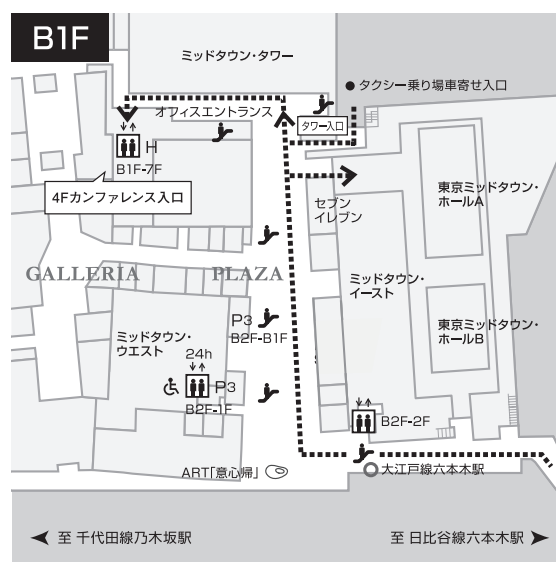 B1F
ミッドタウン・タワー
● タクシー乗り場車寄せ入口
オフィスエントランス
タワー入口
H
B1F-7F
4Fカンファレンス入口
セブン
イレブン
東京ミッドタウン・
ホールA
GALLERIA
PLAZA
ミッドタウン・
イースト
P3
B2F-B1F
ミッドタウン・
ウエスト
東京ミッドタウン・
ホールB
24h
P3
B2F-1F
B2F-2F
ART「意心帰」
大江戸線六本木駅
至 千代田線乃木坂駅
至 日比谷線六本木駅